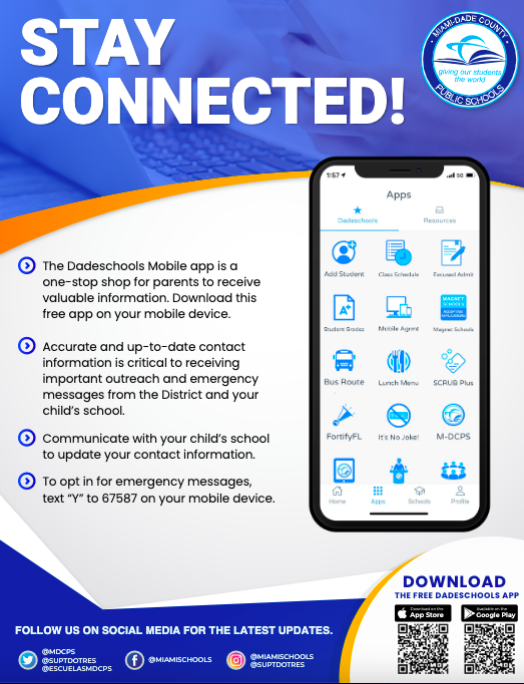 STAY
CONNECTED!
MIAMI-DADE COUNTY
giving our students
the world
PUBLIC SCHOOLS
The Dadeschools Mobile app is a
one-stop shop for parents to receive
valuable information. Download this
free app on your mobile device.
Accurate and up-to-date contact
information is critical to receiving
important outreach and emergency
messages from the District and your
child's school.
Communicate with your child's school
to update your contact information.
To opt in for emergency messages,
text “Y” to 67587 on your mobile device.
1:57
5G
Apps
Dadeschools Resources
Add Student Class Schedule Focused Admit
A+
MAGNET
SCHOOLS
Student Grades Mobile Agmt Magnet Schools
Bus Route Lunch Menu SCRUB Plus
FortifyFL It's No Joke! M-DCPS
Home Apps Schools Profile
DOWNLOAD
THE FREE DADESCHOOLS APP
Download on the
App Store
Google Play
FOLLOW US ON SOCIAL MEDIA FOR THE LATEST UPDATES.
@MDCPS
@SUPTDOTRES
@ESCUELASMDCPS
@MIAMISCHOOLS
@MIAMISCHOOLS
@SUPTDOTRES